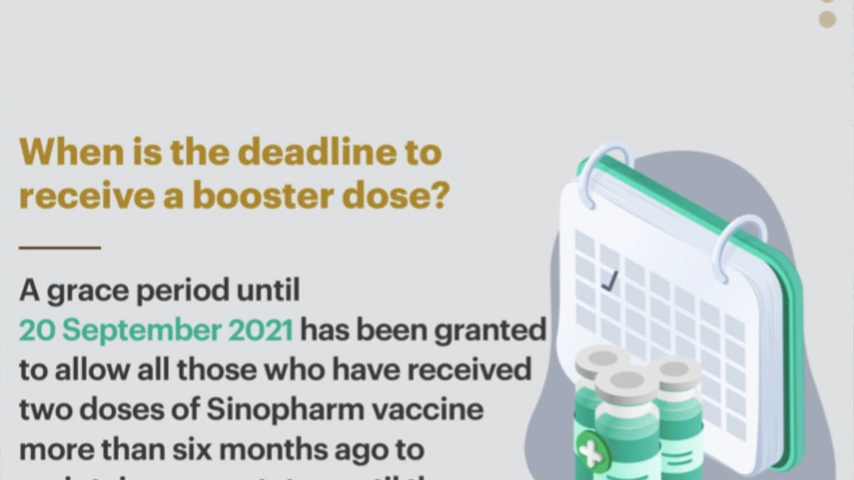 When is the deadline to
receive a booster dose?
A grace period until
20 September 2021 has been granted
to allow all those who have received
two doses of Sinopharm vaccine
more than six months ago to